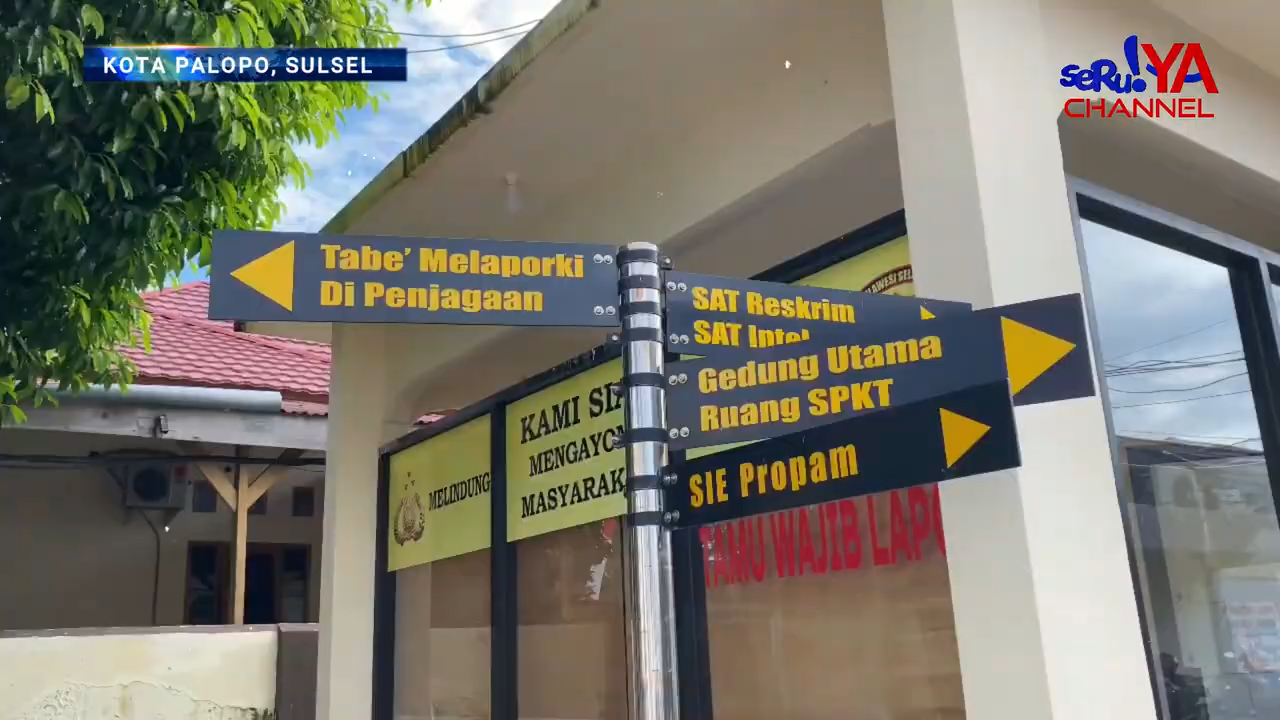 KOTA PALOPO, SULSEL
seRu!YA
CHANNEL
Tabe' Melaporki
Di Penjagaan
SAT Reskrim
SAT Intel
Gedung Utama
Ruang SPKT
SIE Propam
KAMI
MENGAYO
MASYARAK
MELINDUNG
TAMU WAJIB LAPO